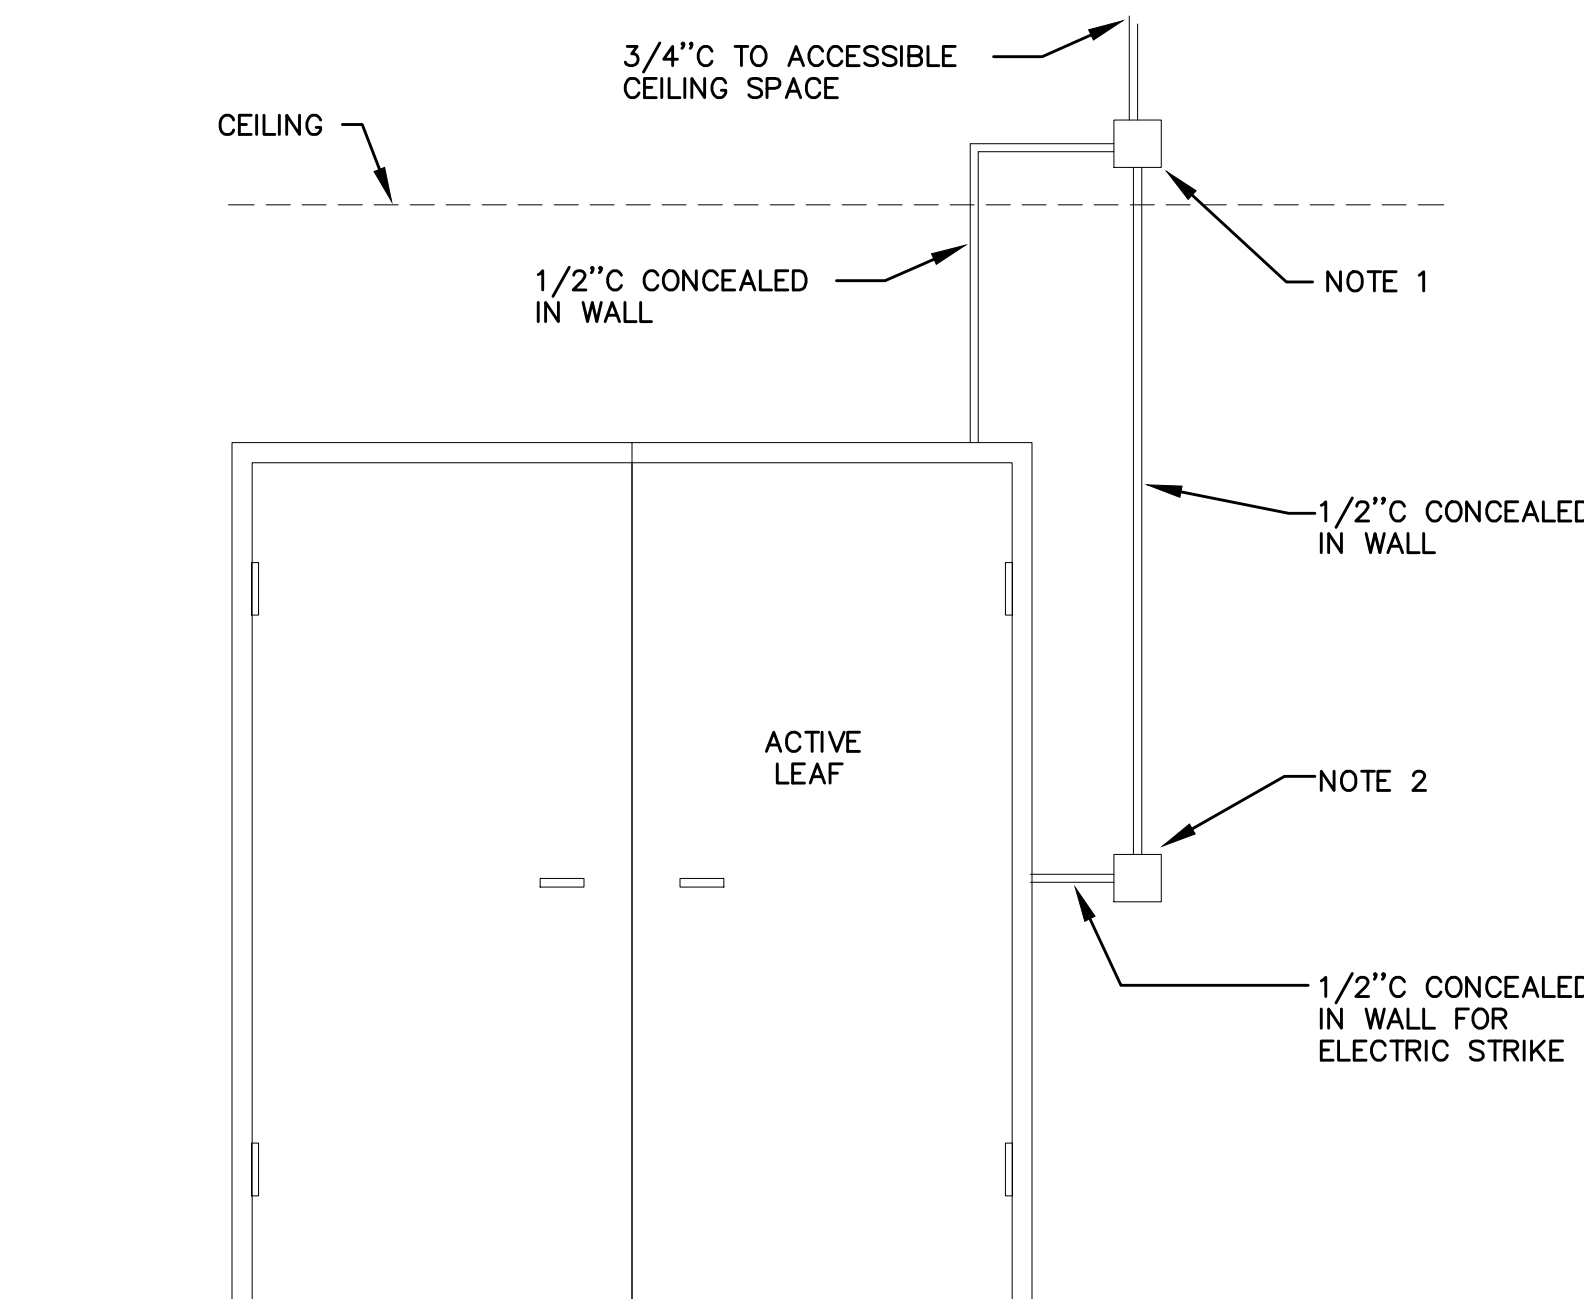 3/4”C TO ACCESSIBLE
CEILING SPACE
CEILING
1/2”C CONCEALED
IN WALL
NOTE 1
1/2”C CONCEALED
IN WALL
ACTIVE
LEAF
NOTE 2
1/2”C CONCEALED
IN WALL FOR
ELECTRIC STRIKE